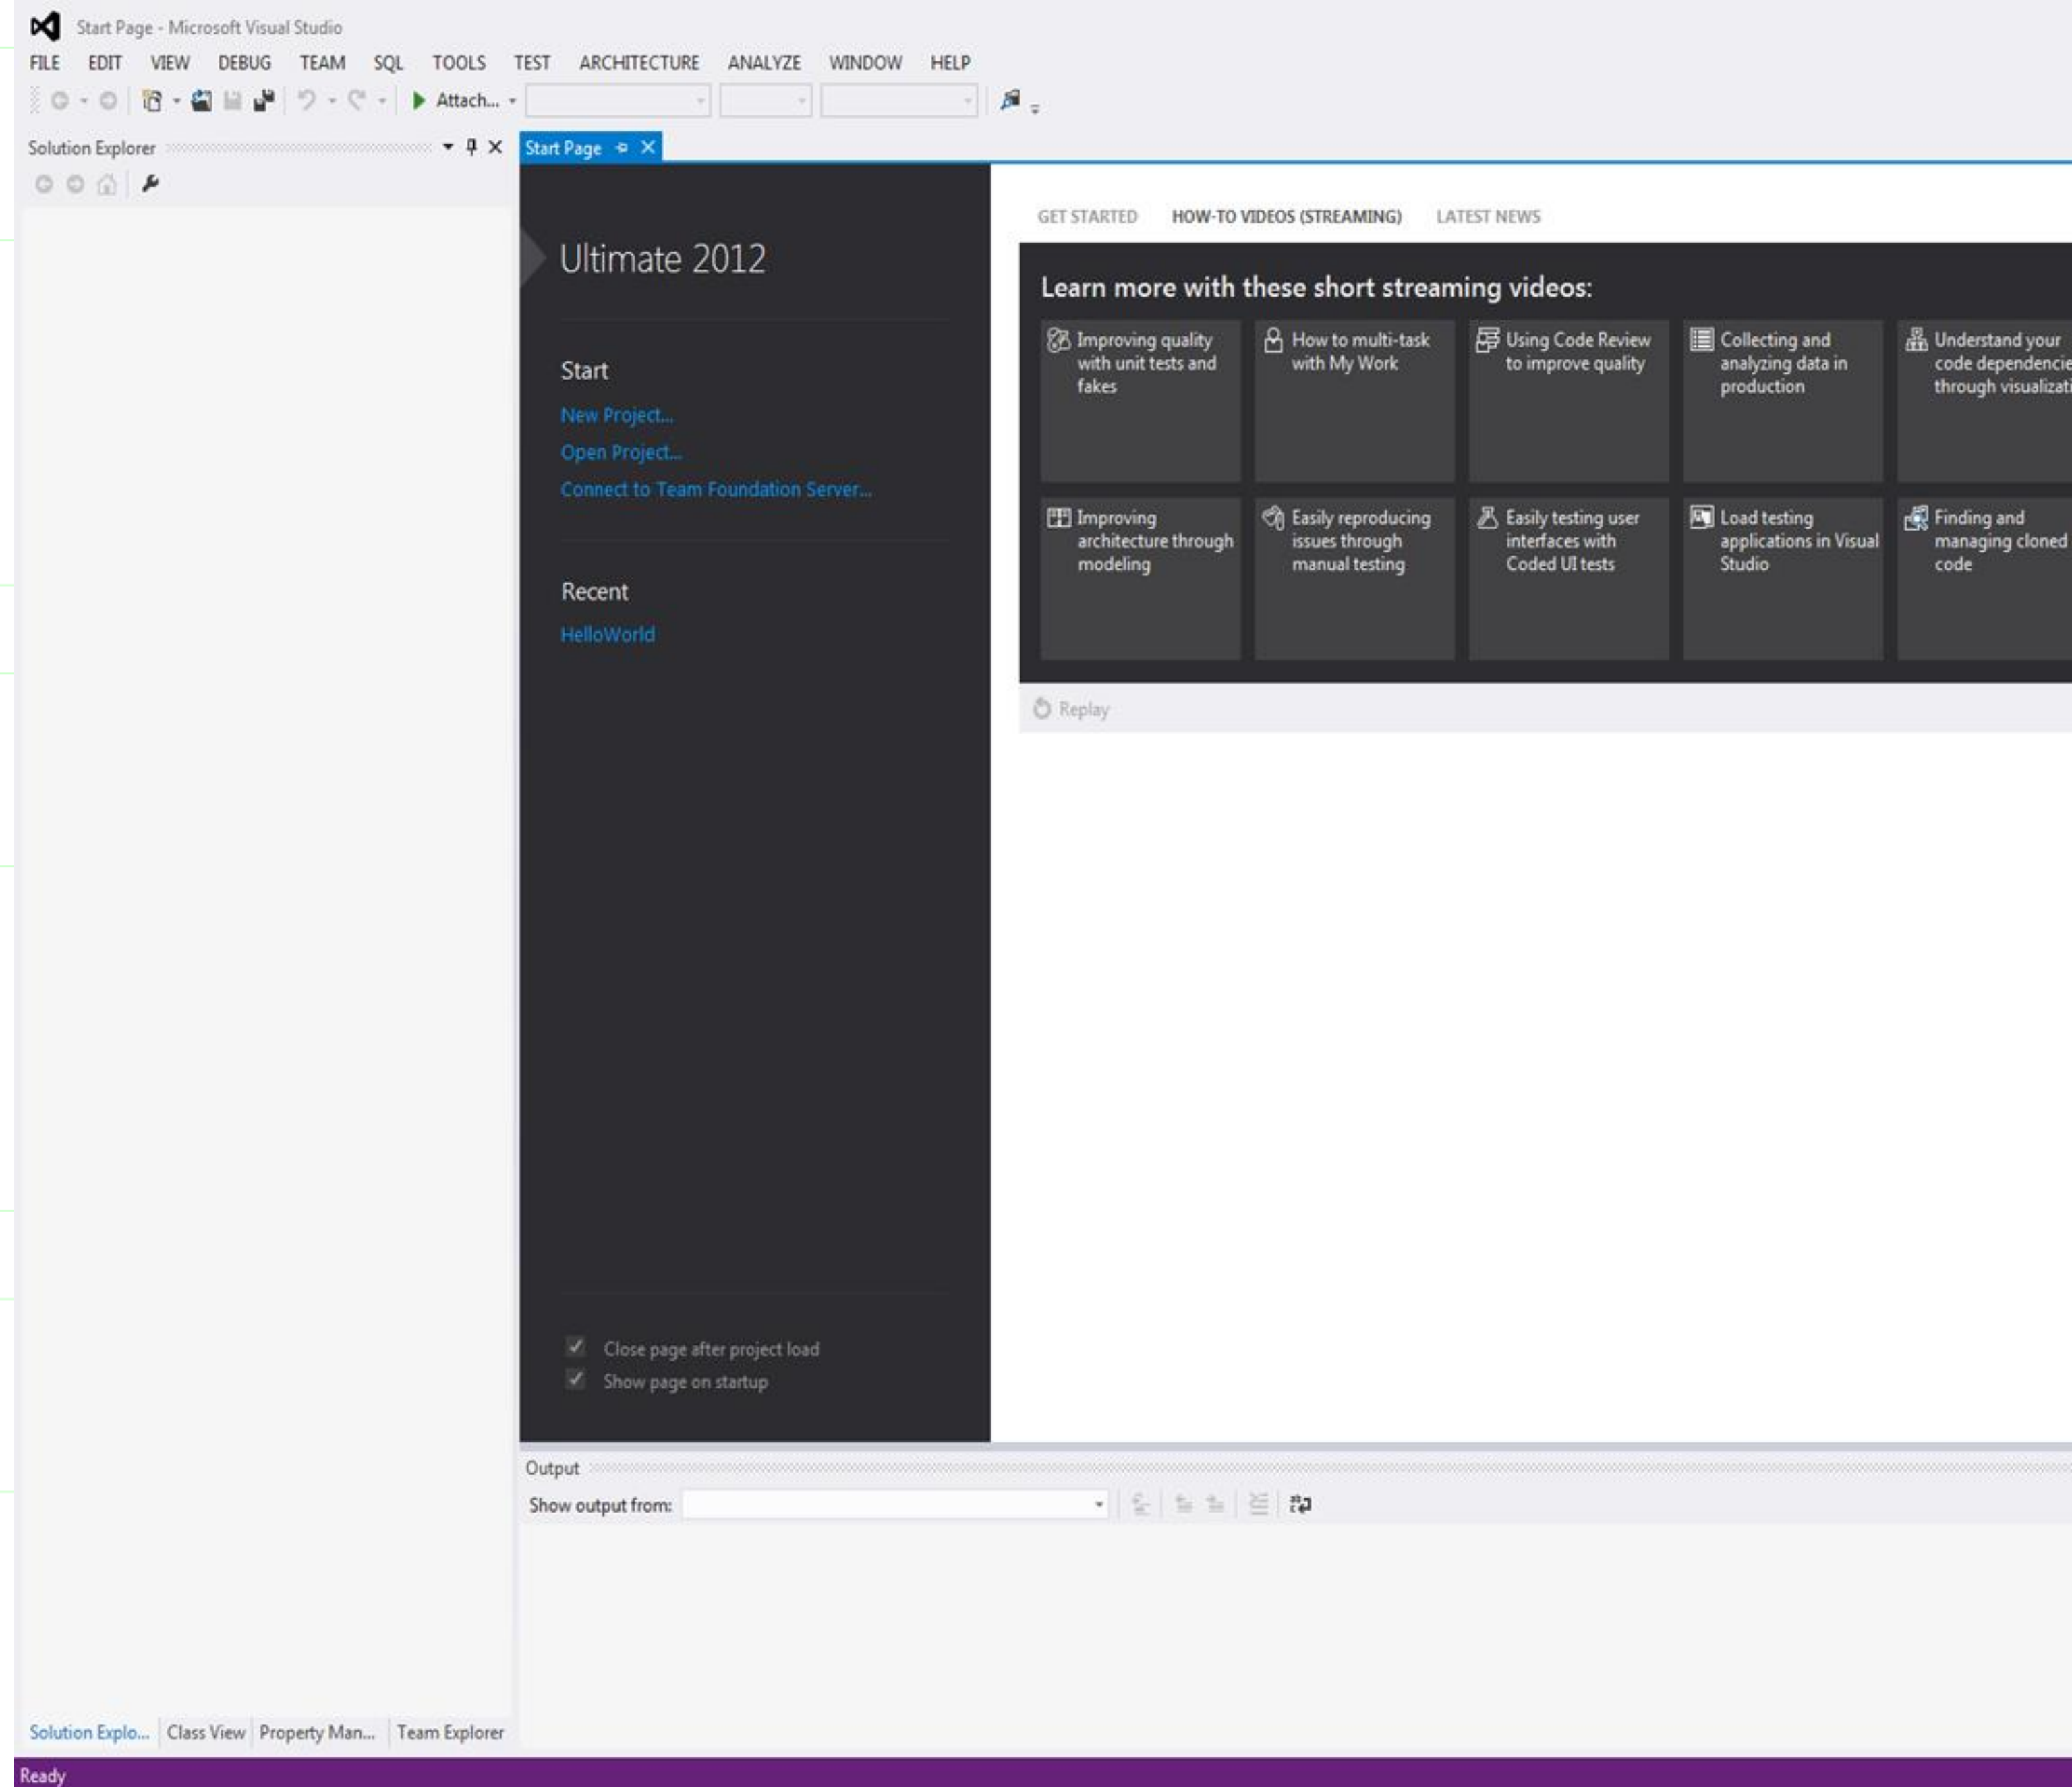 Start Page - Microsoft Visual Studio
FILE EDIT VIEW DEBUG TEAM SQL TOOLS TEST ARCHITECTURE ANALYZE WINDOW HELP
Attach...
Solution Explorer
Start Page
Ultimate 2012
Start
New Project...
Open Project...
Connect to Team Foundation Server...
Recent
HelloWorld
Close page after project load
Show page on startup
GET STARTED HOW-TO VIDEOS (STREAMING) LATEST NEWS
Learn more with these short streaming videos:
Improving quality
with unit tests and
fakes
How to multi-task
with My Work
Using Code Review
to improve quality
Collecting and
analyzing data in
production
Understand your
code dependencie
through visualizati
Improving
architecture through
modeling
Easily reproducing
issues through
manual testing
Easily testing user
interfaces with
Coded UI tests
Load testing
applications in Visual
Studio
Finding and
managing cloned
code
Replay
Output
Show output from:
Solution Explo... Class View Property Man... Team Explorer
Ready